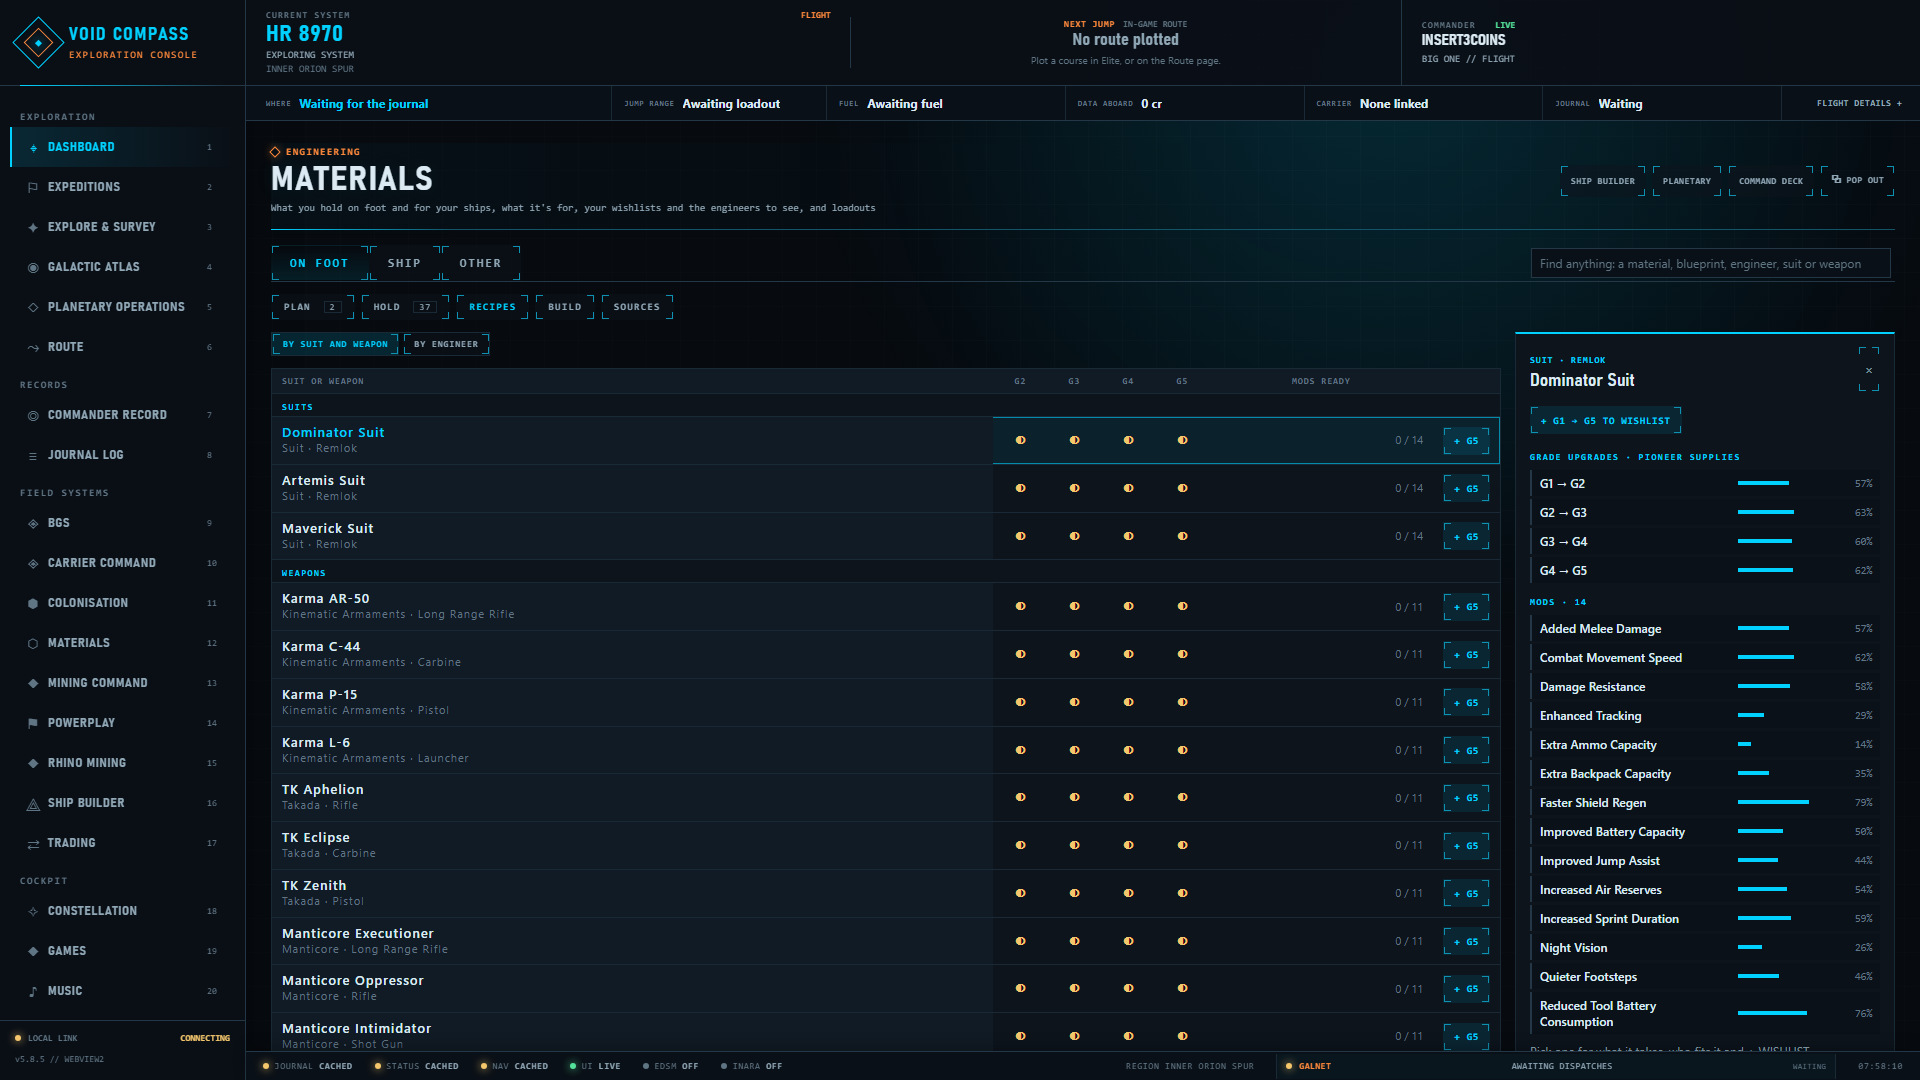 VOID COMPASS
EXPLORATION CONSOLE
CURRENT SYSTEM
FLIGHT
HR 8970
EXPLORING SYSTEM
INNER ORION SPUR
NEXT JUMP IN-GAME ROUTE
No route plotted
Plot a course in Elite, or on the Route page.
COMMANDER LIVE
INSERT3COINS
BIG ONE // FLIGHT
WHERE Waiting for the journal
JUMP RANGE Awaiting loadout
FUEL Awaiting fuel
DATA ABOARD 0 cr
CARRIER None linked
JOURNAL Waiting
FLIGHT DETAILS +
EXPLORATION
DASHBOARD 1
EXPEDITIONS 2
EXPLORE & SURVEY 3
GALACTIC ATLAS 4
PLANETARY OPERATIONS 5
ROUTE 6
RECORDS
COMMANDER RECORD 7
JOURNAL LOG 8
FIELD SYSTEMS
BGS 9
CARRIER COMMAND 10
COLONISATION 11
MATERIALS 12
MINING COMMAND 13
POWERPLAY 14
RHINO MINING 15
SHIP BUILDER 16
TRADING 17
COCKPIT
CONSTELLATION 18
GAMES 19
MUSIC 20
LOCAL LINK CONNECTING
v5.8.5 // WEBVIEW2
ENGINEERING
MATERIALS
What you hold on foot and for your ships, what it's for, your wishlists and the engineers to see, and loadouts
SHIP BUILDER
PLANETARY
COMMAND DECK
POP OUT
ON FOOT
SHIP
OTHER
Find anything: a material, blueprint, engineer, suit or weapon
PLAN 2
HOLD 37
RECIPES
BUILD
SOURCES
BY SUIT AND WEAPON
BY ENGINEER
SUIT OR WEAPON G2 G3 G4 G5 MODS READY
SUITS
Dominator Suit
Suit · Remlok
0 / 14 + G5
Artemis Suit
Suit · Remlok
0 / 14 + G5
Maverick Suit
Suit · Remlok
0 / 14 + G5
WEAPONS
Karma AR-50
Kinematic Armaments · Long Range Rifle
0 / 11 + G5
Karma C-44
Kinematic Armaments · Carbine
0 / 11 + G5
Karma P-15
Kinematic Armaments · Pistol
0 / 11 + G5
Karma L-6
Kinematic Armaments · Launcher
0 / 11 + G5
TK Aphelion
Takada · Rifle
0 / 11 + G5
TK Eclipse
Takada · Carbine
0 / 11 + G5
TK Zenith
Takada · Pistol
0 / 11 + G5
Manticore Executioner
Manticore · Long Range Rifle
0 / 11 + G5
Manticore Oppressor
Manticore · Rifle
0 / 11 + G5
Manticore Intimidator
Manticore · Shot Gun
0 / 11 + G5
SUIT · REMLOK
Dominator Suit
×
+ G1 → G5 TO WISHLIST
GRADE UPGRADES · PIONEER SUPPLIES
G1 → G2 57%
G2 → G3 63%
G3 → G4 60%
G4 → G5 62%
MODS · 14
Added Melee Damage 57%
Combat Movement Speed 62%
Damage Resistance 58%
Enhanced Tracking 29%
Extra Ammo Capacity 14%
Extra Backpack Capacity 35%
Faster Shield Regen 79%
Improved Battery Capacity 50%
Improved Jump Assist 44%
Increased Air Reserves 54%
Increased Sprint Duration 59%
Night Vision 26%
Quieter Footsteps 46%
Reduced Tool Battery
Consumption 76%
Pick one for what it takes, who fits it and + WISHLIST
JOURNAL CACHED
STATUS CACHED
NAV CACHED
UI LIVE
EDSM OFF
INARA OFF
REGION INNER ORION SPUR
GALNET
AWAITING DISPATCHES
WAITING
07:58:10